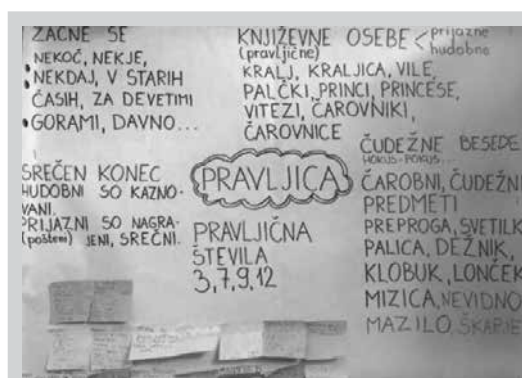 ZAČNE SE
NEKOČ, NEKJE,
NEKDAJ, V STARIH
ČASIH, ZA DEVETIMI
GORAMI, DAVNO...
KNJIŽEVNE OSEBE < prijazne
hudobne
(pravljične)
KRALJ, KRALJICA, VILE,
PALČKI, PRINCI, PRINCESE,
VITEZI, ČAROVNIKI,
ČAROVNICE
SREČEN KONEC
HUDOBNI SO KAZNO-
VANI.
PRIJAZNI SO NAGRA-
(pošteni) JENI, SREČNI.
PRAVLJICA
PRAVLJIČNA
ŠTEVILA
3,7,9,12
ČUDEŽNE BESEDE
HOKUS-POKUS...
ČAROBNI, ČUDEŽNI
PREDMETI
PREPROGA, SVETILK
PALICA, DEŽNIK,
KLOBUK, LONČEK
MIZICA, NEVIDNO
MAZILO, ŠKARJE